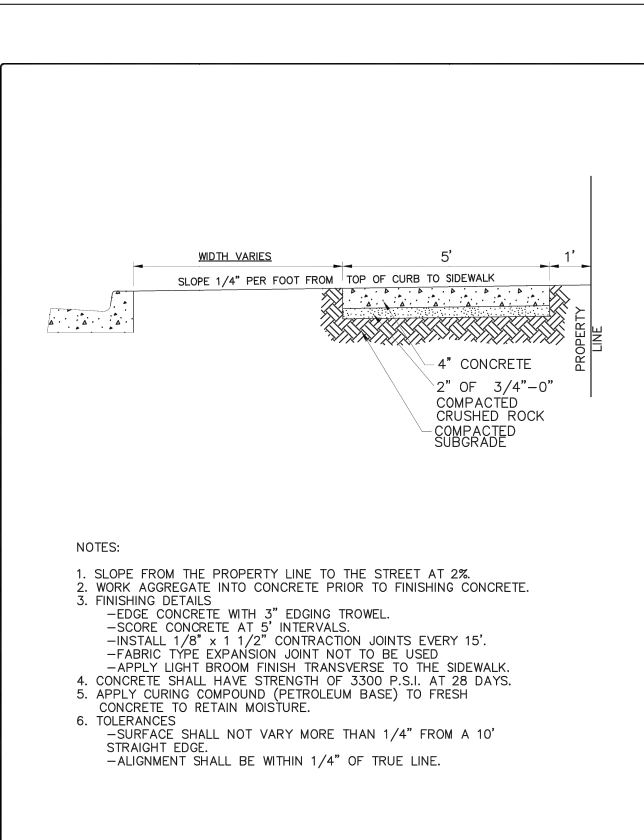 WIDTH VARIES 5' 1'
SLOPE 1/4" PER FOOT FROM TOP OF CURB TO SIDEWALK
PROPERTY
LINE
4" CONCRETE
2" OF 3/4"-0"
COMPACTED
CRUSHED ROCK
COMPACTED
SUBGRADE
NOTES:
1. SLOPE FROM THE PROPERTY LINE TO THE STREET AT 2%.
2. WORK AGGREGATE INTO CONCRETE PRIOR TO FINISHING CONCRETE.
3. FINISHING DETAILS
-EDGE CONCRETE WITH 3" EDGING TROWEL.
-SCORE CONCRETE AT 5' INTERVALS.
-INSTALL 1/8" x 1 1/2" CONTRACTION JOINTS EVERY 15'.
-FABRIC TYPE EXPANSION JOINT NOT TO BE USED
-APPLY LIGHT BROOM FINISH TRANSVERSE TO THE SIDEWALK.
4. CONCRETE SHALL HAVE STRENGTH OF 3300 P.S.I. AT 28 DAYS.
5. APPLY CURING COMPOUND (PETROLEUM BASE) TO FRESH
CONCRETE TO RETAIN MOISTURE.
6. TOLERANCES
-SURFACE SHALL NOT VARY MORE THAN 1/4" FROM A 10'
STRAIGHT EDGE.
-ALIGNMENT SHALL BE WITHIN 1/4" OF TRUE LINE.